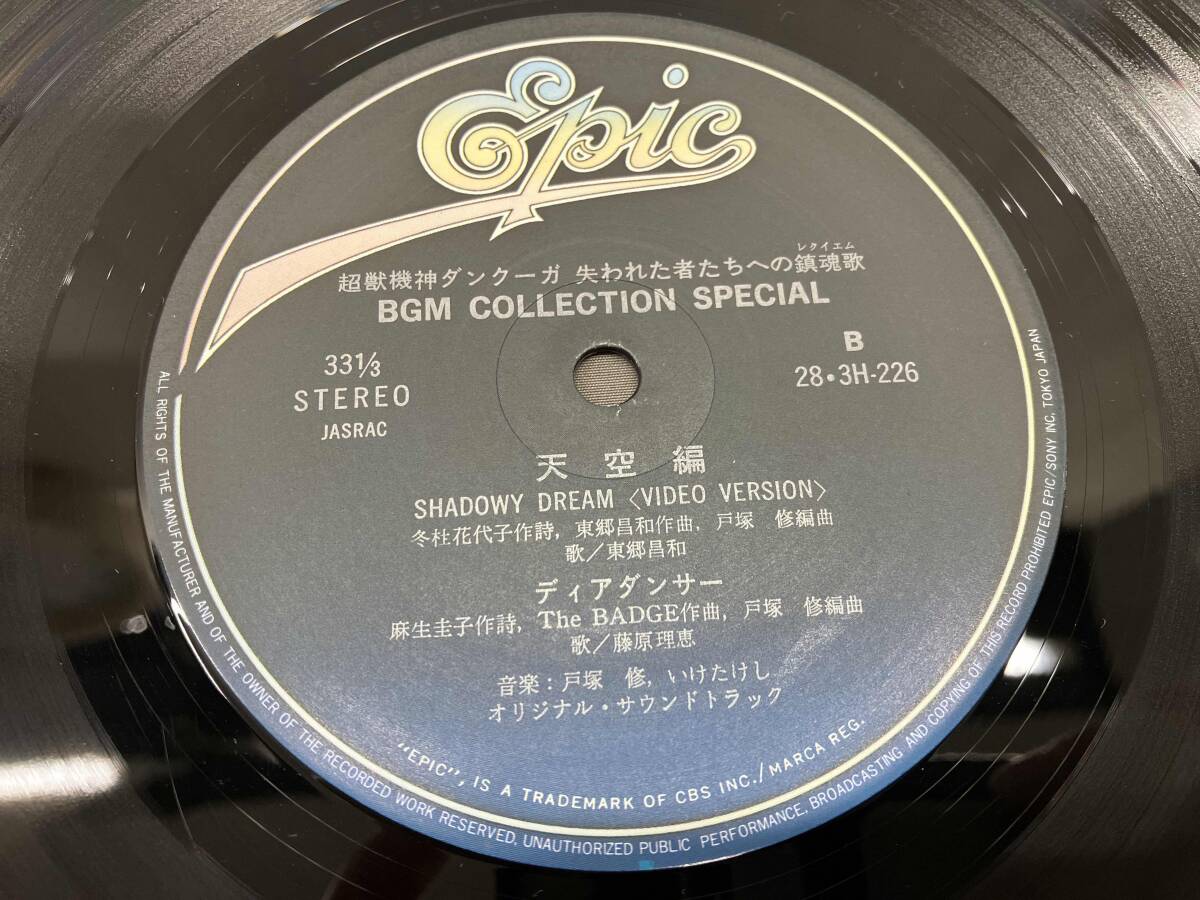 Epic
レクイエム
超獣機神ダンクーガ 失われた者たちへの鎮魂歌
BGM COLLECTION SPECIAL
33 1/3
STEREO
JASRAC
B
28・3H-226
天空編
SHADOWY DREAM〈VIDEO VERSION〉
冬杜花代子作詩, 東郷昌和作曲, 戸塚 修編曲
歌/東郷昌和
ディアダンサー
麻生圭子作詩, The BADGE作曲, 戸塚 修編曲
歌/藤原理恵
音楽:戸塚 修, いけたけし
オリジナル・サウンドトラック
"EPIC", IS A TRADEMARK OF CBS INC./MARCA REG.
ALL RIGHTS OF THE MANUFACTURER AND OF THE OWNER OF THE RECORDED WORK RESERVED, UNAUTHORIZED PUBLIC PERFORMANCE, BROADCASTING AND COPYING OF THIS RECORD PROHIBITED EPIC/SONY INC. TOKYO JAPAN